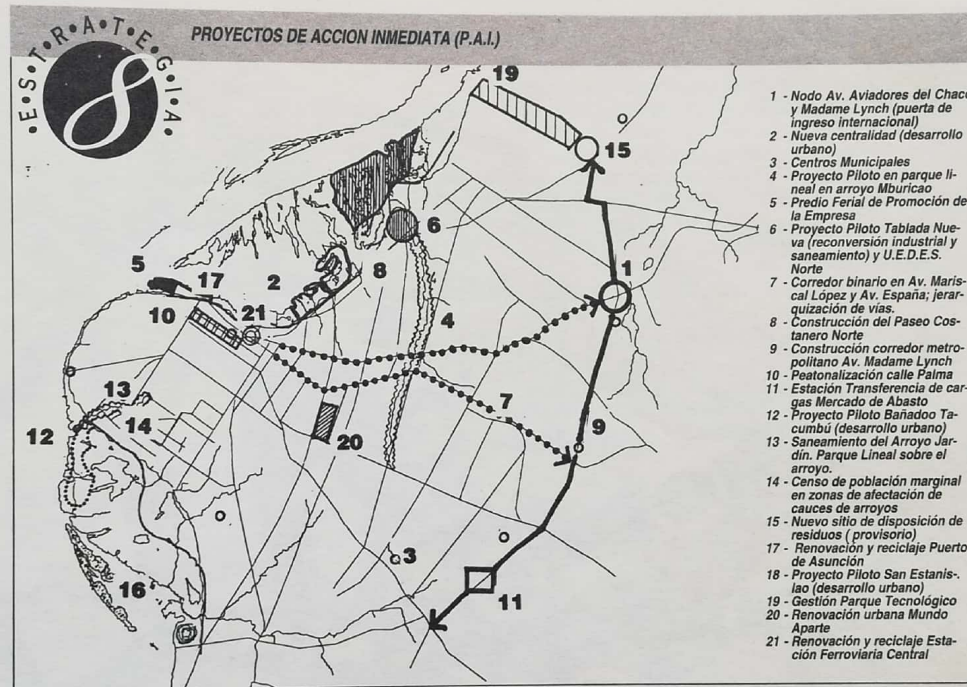 E·S·T·R·A·T·E·G·I·A
PROYECTOS DE ACCION INMEDIATA (P.A.I.)
19
15
6
1
5
17
2
8
10
21
4
13
7
12
14
9
20
3
16
11
1 - Nodo Av. Aviadores del Chaco
y Madame Lynch (puerta de
ingreso internacional)
2 - Nueva centralidad (desarrollo
urbano)
3 - Centros Municipales
4 - Proyecto Piloto en parque li-
neal en arroyo Mburicao
5 - Predio Ferial de Promoción de
la Empresa
6 - Proyecto Piloto Tablada Nue-
va (reconversión industrial y
saneamiento) y U.E.D.E.S.
Norte
7 - Corredor binario en Av. Maris-
cal López y Av. España; jerar-
quización de vías.
8 - Construcción del Paseo Cos-
tanero Norte
9 - Construcción corredor metro-
politano Av. Madame Lynch
10 - Peatonalización calle Palma
11 - Estación Transferencia de car-
gas Mercado de Abasto
12 - Proyecto Piloto Bañadoo Ta-
cumbú (desarrollo urbano)
13 - Saneamiento del Arroyo Jar-
dín. Parque Lineal sobre el
arroyo.
14 - Censo de población marginal
en zonas de afectación de
cauces de arroyos
15 - Nuevo sitio de disposición de
residuos ( provisorio)
17 - Renovación y reciclaje Puerto
de Asunción
18 - Proyecto Piloto San Estanis-.
lao (desarrollo urbano)
19 - Gestión Parque Tecnológico
20 - Renovación urbana Mundo
Aparte
21 - Renovación y reciclaje Esta-
ción Ferroviaria Central